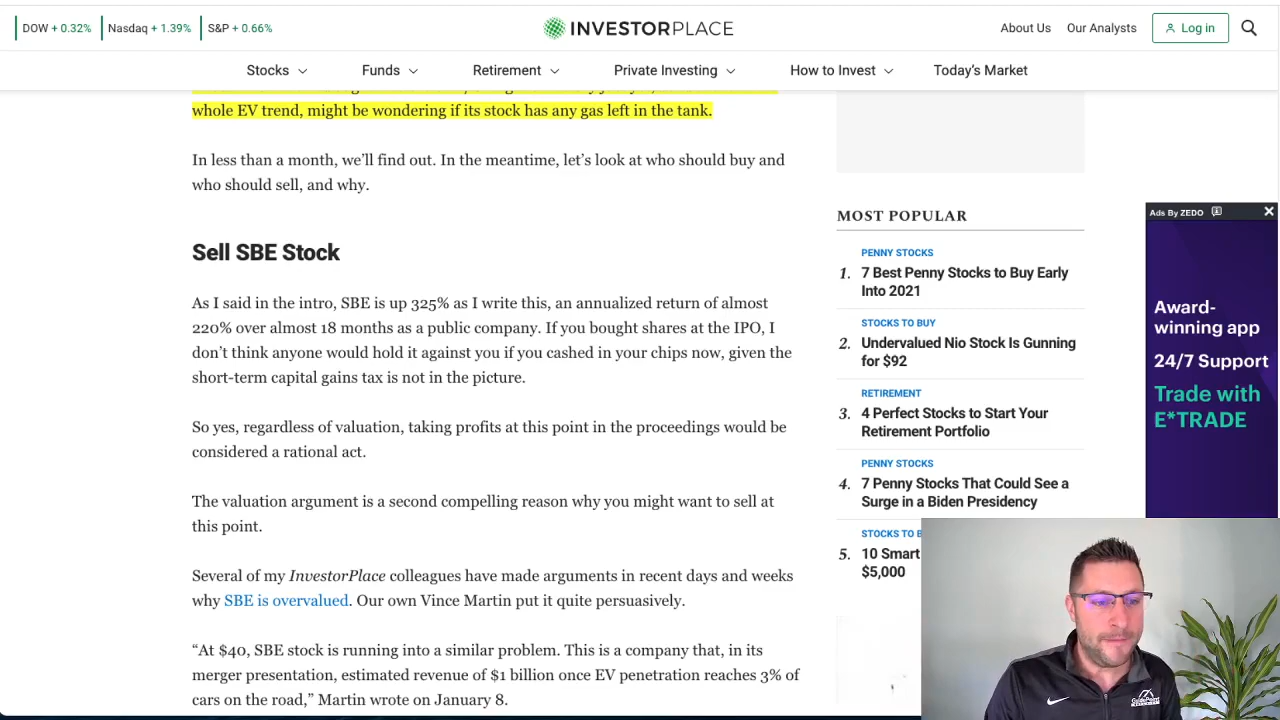 DOW + 0.32% Nasdaq + 1.39% S&P + 0.66%
INVESTORPLACE
About Us Our Analysts Log in
Stocks Funds Retirement Private Investing How to Invest Today's Market
whole EV trend, might be wondering if its stock has any gas left in the tank.
In less than a month, we'll find out. In the meantime, let's look at who should buy and
who should sell, and why.
Sell SBE Stock
As I said in the intro, SBE is up 325% as I write this, an annualized return of almost
220% over almost 18 months as a public company. If you bought shares at the IPO, I
don't think anyone would hold it against you if you cashed in your chips now, given the
short-term capital gains tax is not in the picture.
So yes, regardless of valuation, taking profits at this point in the proceedings would be
considered a rational act.
The valuation argument is a second compelling reason why you might want to sell at
this point.
Several of my InvestorPlace colleagues have made arguments in recent days and weeks
why SBE is overvalued. Our own Vince Martin put it quite persuasively.
“At $40, SBE stock is running into a similar problem. This is a company that, in its
merger presentation, estimated revenue of $1 billion once EV penetration reaches 3% of
cars on the road,” Martin wrote on January 8.
MOST POPULAR
PENNY STOCKS
1. 7 Best Penny Stocks to Buy Early
Into 2021
STOCKS TO BUY
2. Undervalued Nio Stock Is Gunning
for $92
RETIREMENT
3. 4 Perfect Stocks to Start Your
Retirement Portfolio
PENNY STOCKS
4. 7 Penny Stocks That Could See a
Surge in a Biden Presidency
STOCKS TO B
5. 10 Smart
$5,000
Ads By ZEDO
Award-
winning app
24/7 Support
Trade with
E*TRADE